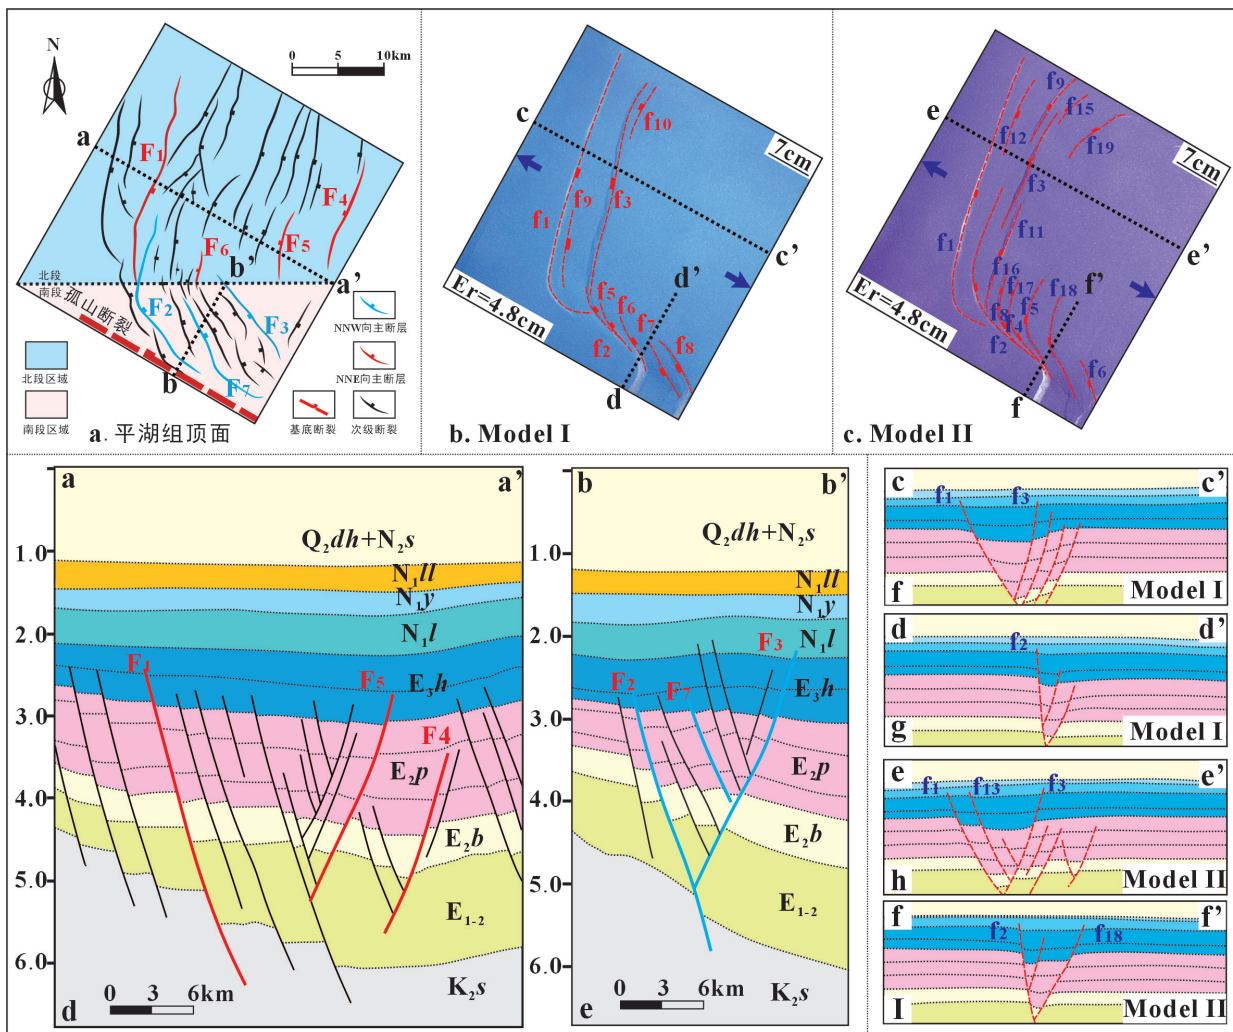 N
0 5 10km
a
F1
F4
F6
F5
b'
a'
北段
南段
孤山断裂
F2
F3
b
F7
NNW向主断层
北段区域
NNE向主断层
南段区域
基底断裂
次级断裂
a. 平湖组顶面
c
f10
7cm
f9
f3
f1
c'
d'
Er=4.8cm
f5
f6
f7
f2
f8
d
b. Model I
e
f9
f15
f12
f19
7cm
f3
f11
f1
e'
f16
f17
f18
f'
Er=4.8cm
f8
f5
f4
f2
f6
f
c. Model II
a
a'
Q2dh+N2s
1.0
N1ll
N1y
2.0
N1l
F1
F5
E3h
3.0
F4
E2p
4.0
E2b
5.0
E1-2
6.0
K2s
0 3 6km
d
b
b'
Q2dh+N2s
1.0
N1ll
N1y
2.0
F3
N1l
F2
F7
E3h
3.0
E2p
4.0
E2b
5.0
E1-2
6.0
K2s
0 3 6km
e
c
c'
f1
f3
f
Model I
d
d'
f2
g
Model I
e
e'
f1
f13
f3
h
Model II
f
f'
f2
f18
I
Model II